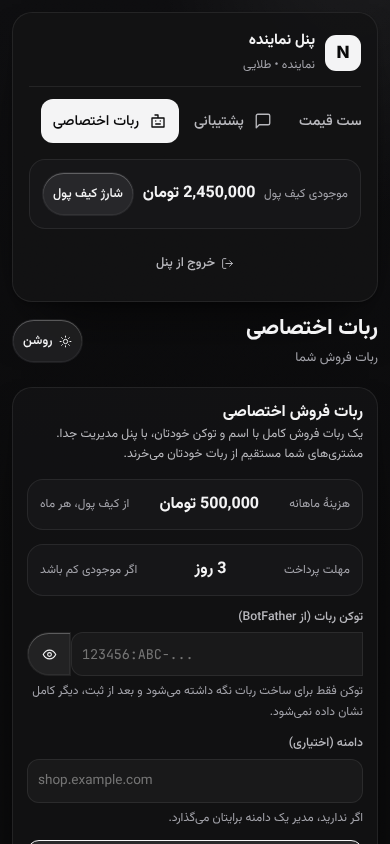 پنل نماینده
N
نماینده • طلایی
ست قیمت
پشتیبانی
ربات اختصاصی
موجودی کیف پول
2,450,000 تومان
شارژ کیف پول
خروج از پنل
ربات اختصاصی
ربات فروش شما
روشن
ربات فروش اختصاصی
یک ربات فروش کامل با اسم و توکن خودتان، با پنل مدیریت جدا.
مشتری‌های شما مستقیم از ربات خودتان می‌خرند.
هزینهٔ ماهانه
500,000 تومان
از کیف پول، هر ماه
مهلت پرداخت
3 روز
اگر موجودی کم باشد
توکن ربات (از BotFather)
123456:ABC-...
توکن فقط برای ساخت ربات نگه داشته می‌شود و بعد از ثبت، دیگر کامل
نشان داده نمی‌شود.
دامنه (اختیاری)
shop.example.com
اگر ندارید، مدیر یک دامنه برایتان می‌گذارد.